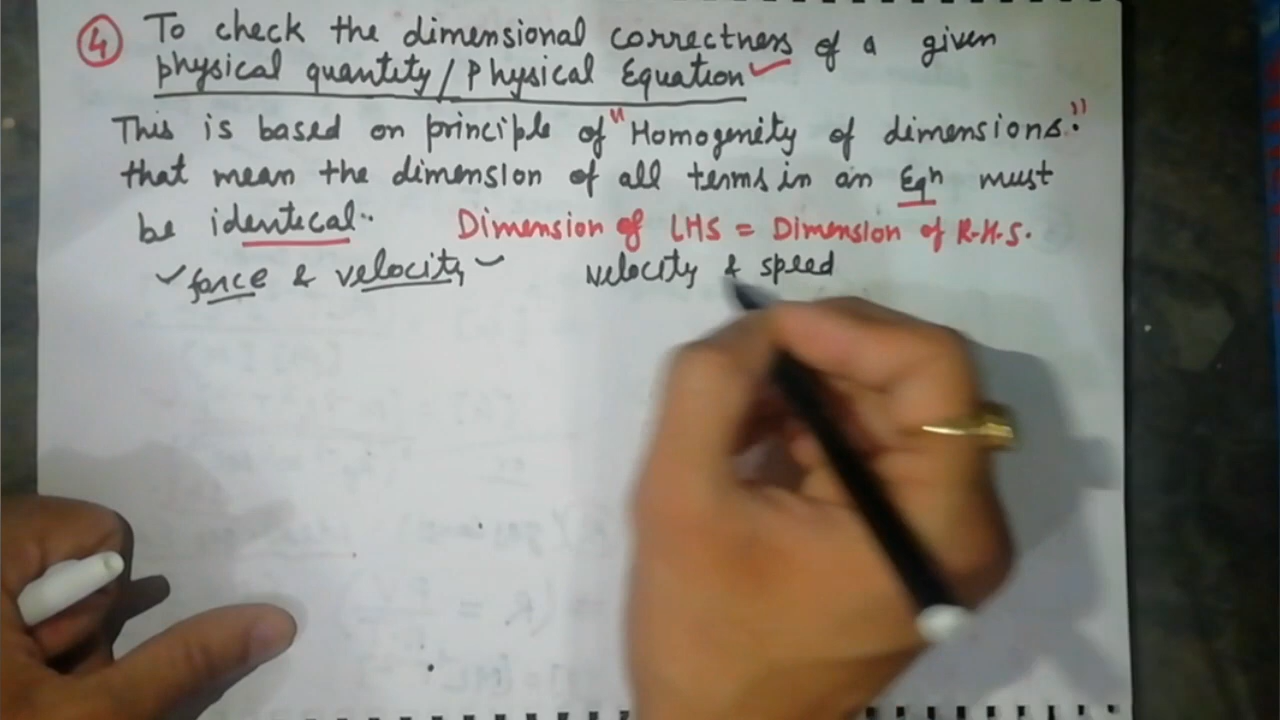 ④ To check the dimensional correctness of a given
physical quantity / Physical Equation
This is based on principle of "Homogenity of dimensions."
that mean the dimension of all terms in an Eqn must
be identical.. Dimension of LHS = Dimension of R.H.S.
force & velocity velocity & speed